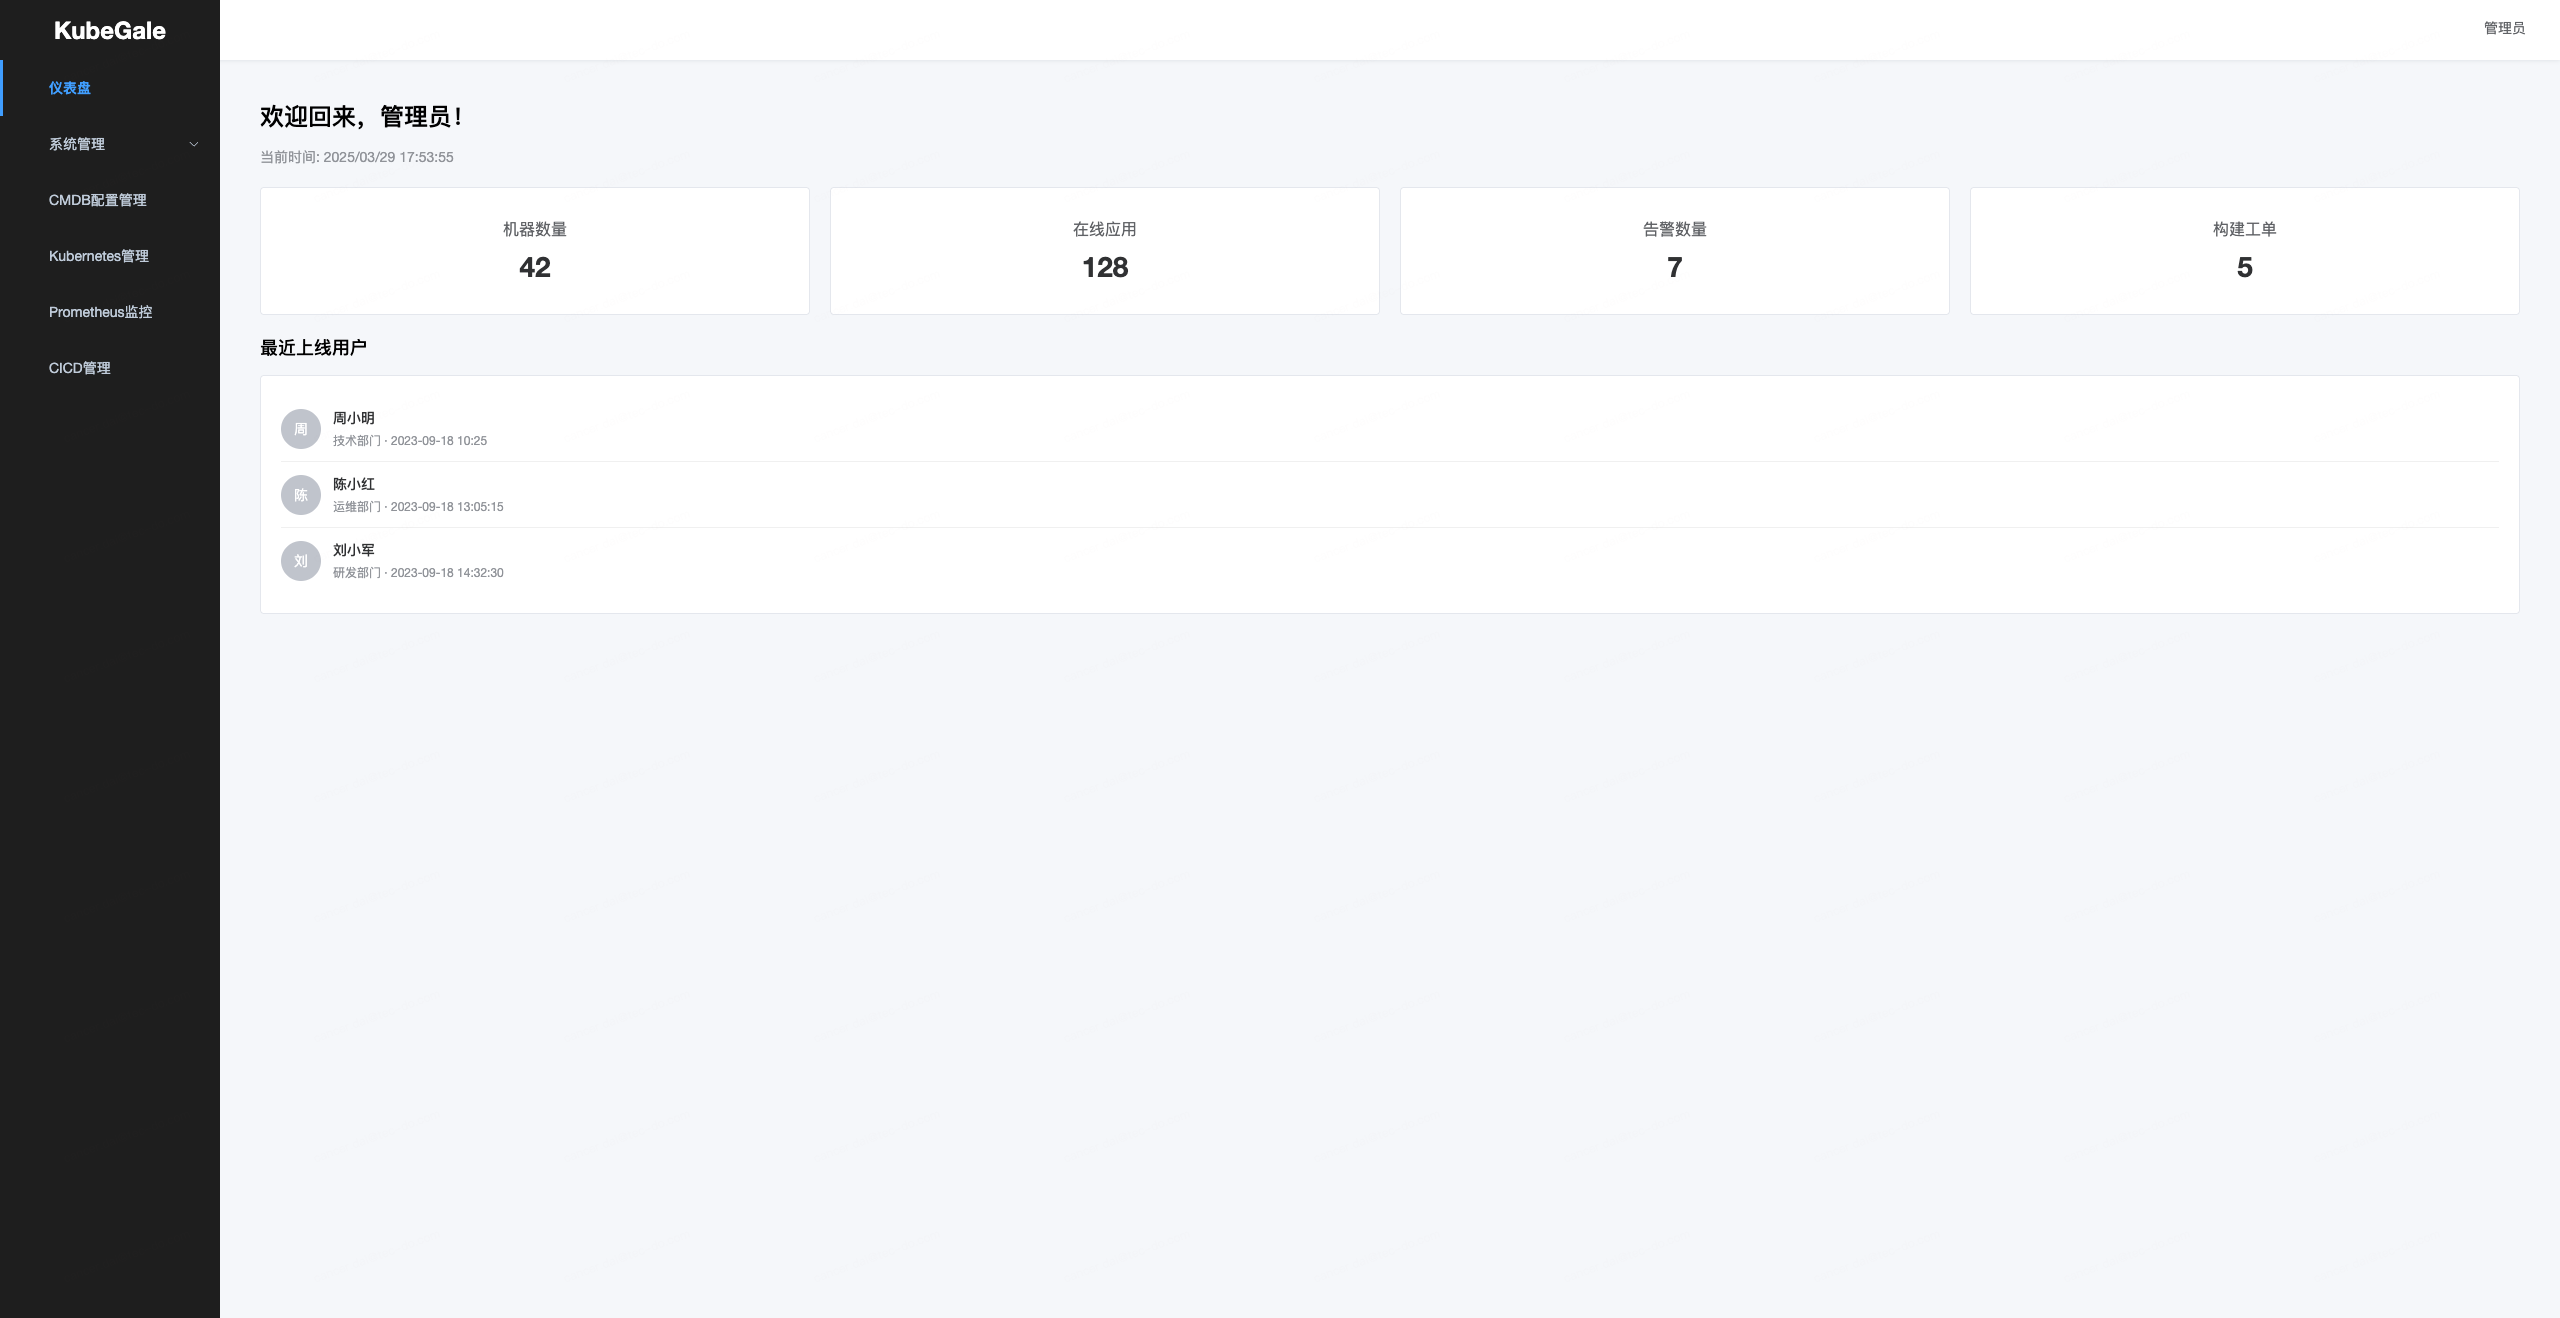 KubeGale
管理员
仪表盘
系统管理
CMDB配置管理
Kubernetes管理
Prometheus监控
CICD管理
欢迎回来，管理员！
当前时间: 2025/03/29 17:53:55
机器数量
42
在线应用
128
告警数量
7
构建工单
5
最近上线用户
周
周小明
技术部门 · 2023-09-18 10:25
陈
陈小红
运维部门 · 2023-09-18 13:05:15
刘
刘小军
研发部门 · 2023-09-18 14:32:30